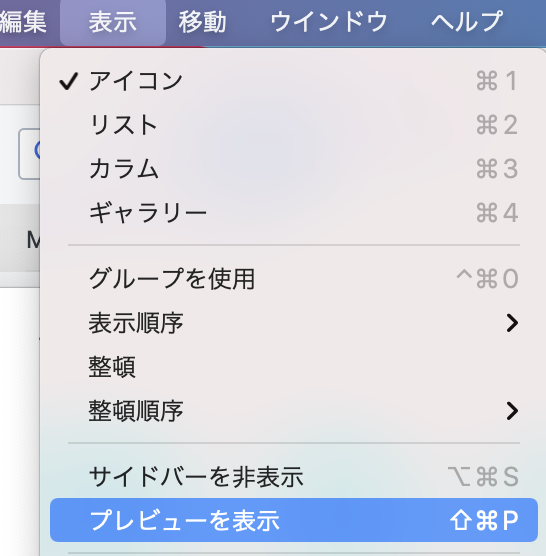 編集 表示 移動 ウインドウ ヘルプ
✓ アイコン ⌘1
リスト ⌘2
カラム ⌘3
ギャラリー ⌘4
M
グループを使用 ^⌘0
表示順序 >
整頓
整頓順序 >
サイドバーを非表示 ⌥⌘S
プレビューを表示 ⇧⌘P